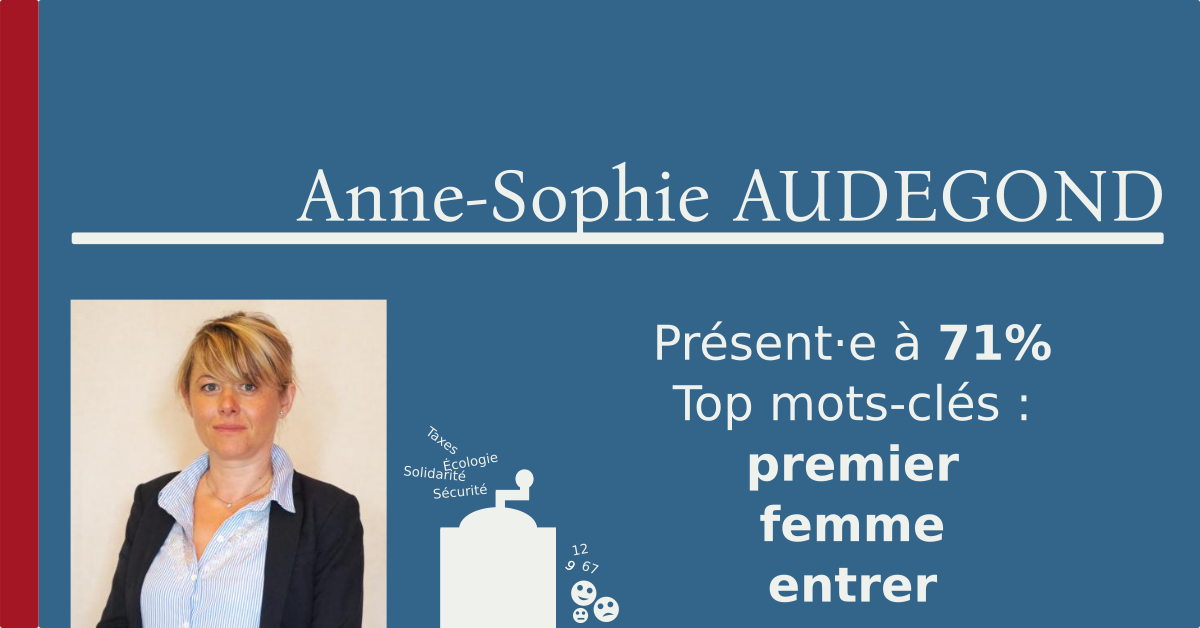 Anne-Sophie AUDEGOND
Présent·e à 71%
Top mots-clés :
premier
femme
entrer
Taxes
Écologie
Solidarité
Sécurité
12
9 67